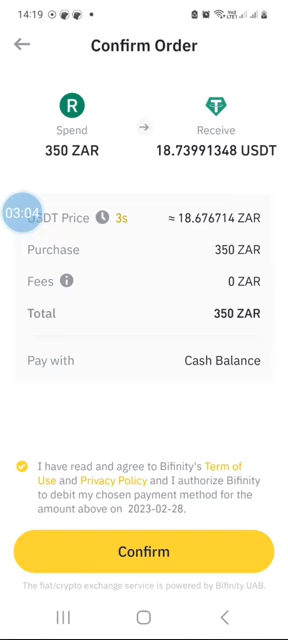 14:19
Confirm Order
R
Spend
Receive
350 ZAR
18.73991348 USDT
03:04
USDT Price 3s ≈ 18.676714 ZAR
Purchase 350 ZAR
Fees 0 ZAR
Total 350 ZAR
Pay with Cash Balance
I have read and agree to Bifinity's Term of
Use and Privacy Policy and I authorize Bifinity
to debit my chosen payment method for the
amount above on 2023-02-28.
Confirm
The fiat/crypto exchange service is powered by Bifinity UAB.